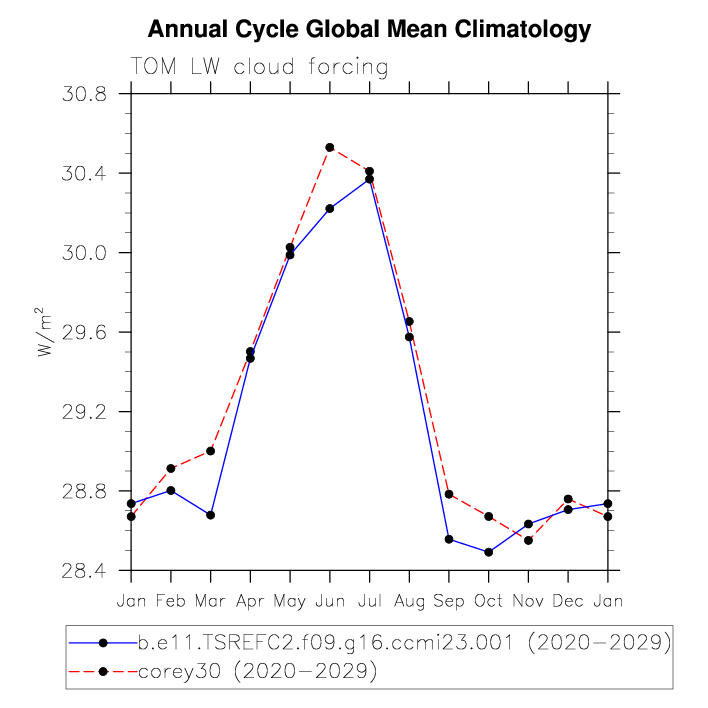 Annual Cycle Global Mean Climatology
TOM LW cloud forcing
30.8
30.4
30.0
29.6
29.2
28.8
28.4
W/m²
Jan Feb Mar Apr May Jun Jul Aug Sep Oct Nov Dec Jan
b.e11.TSREFC2.f09.g16.ccmi23.001 (2020-2029)
corey30 (2020-2029)